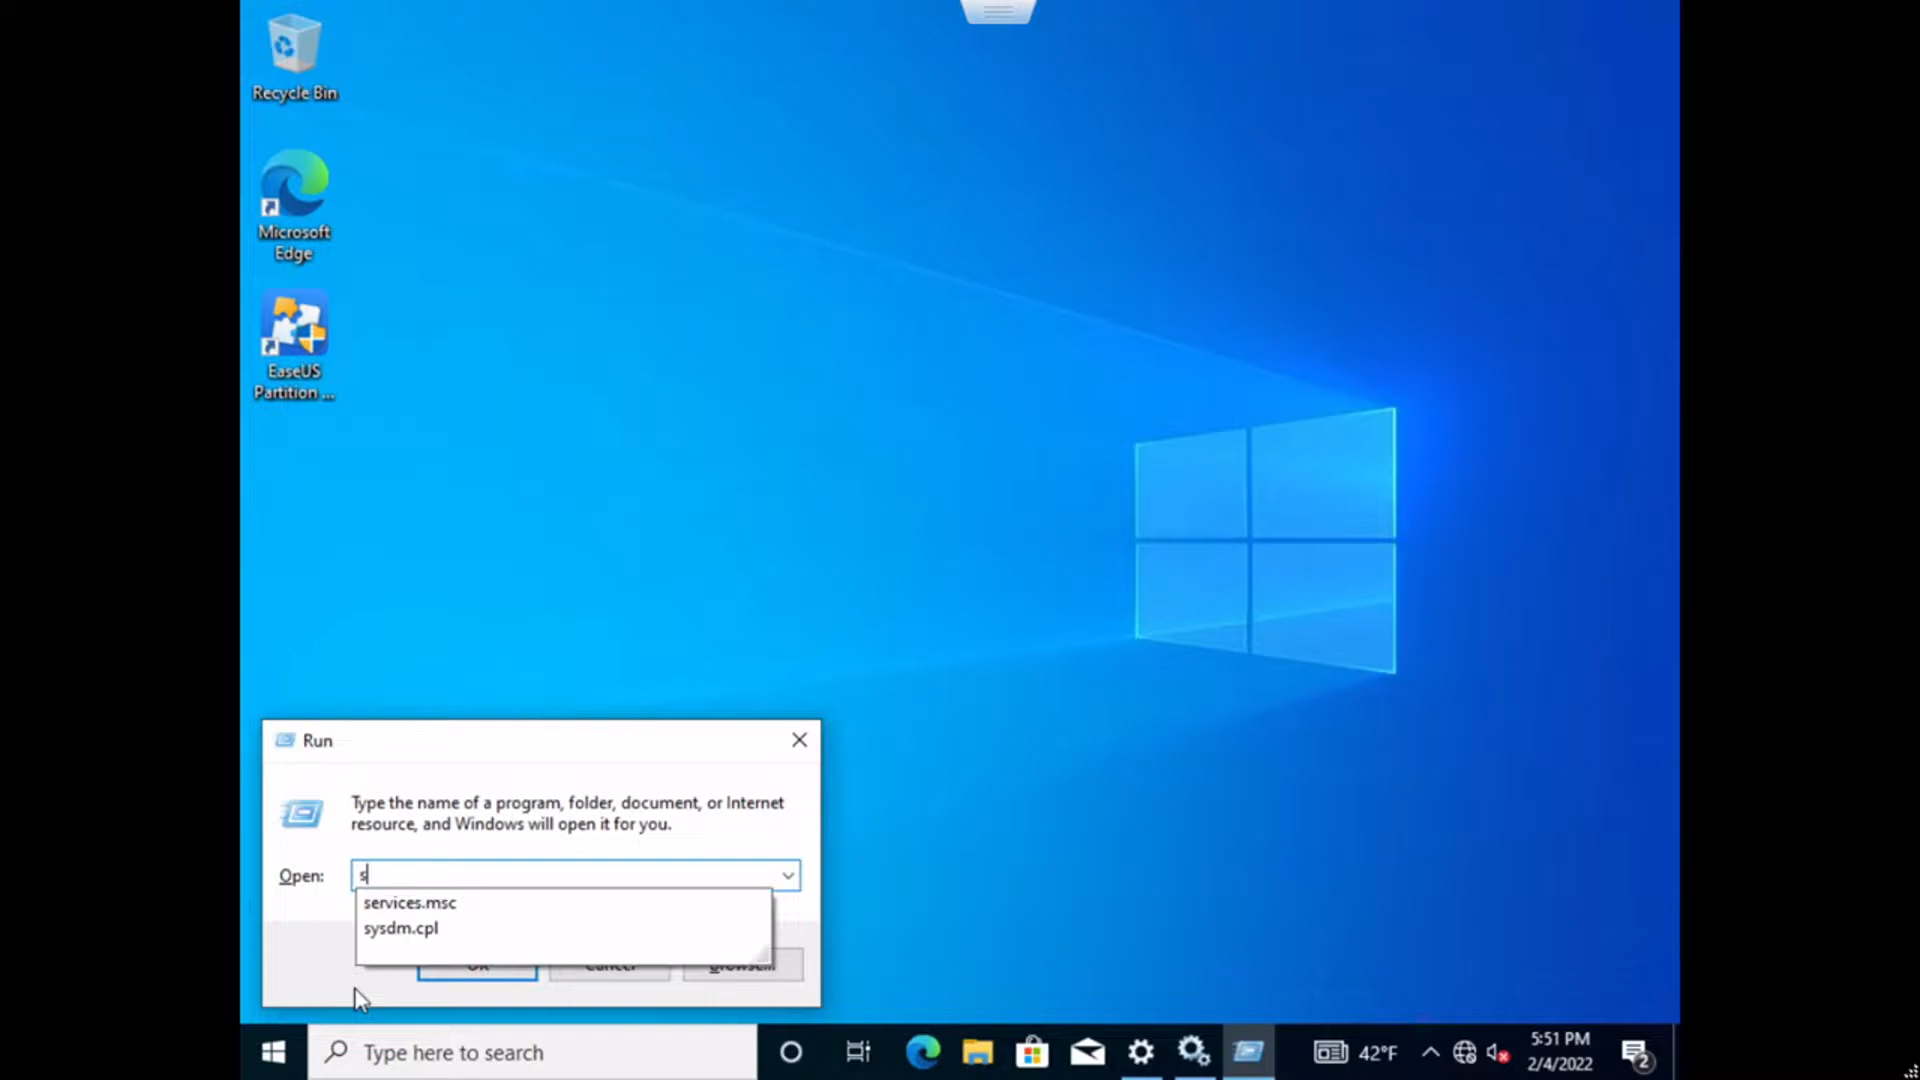 Recycle Bin
Microsoft
Edge
EaseUS
Partition ...
Run
Type the name of a program, folder, document, or Internet
resource, and Windows will open it for you.
Open:
s
services.msc
sysdm.cpl
OK
Cancel
Browse...
Type here to search
42°F
5:51 PM
2/4/2022
2